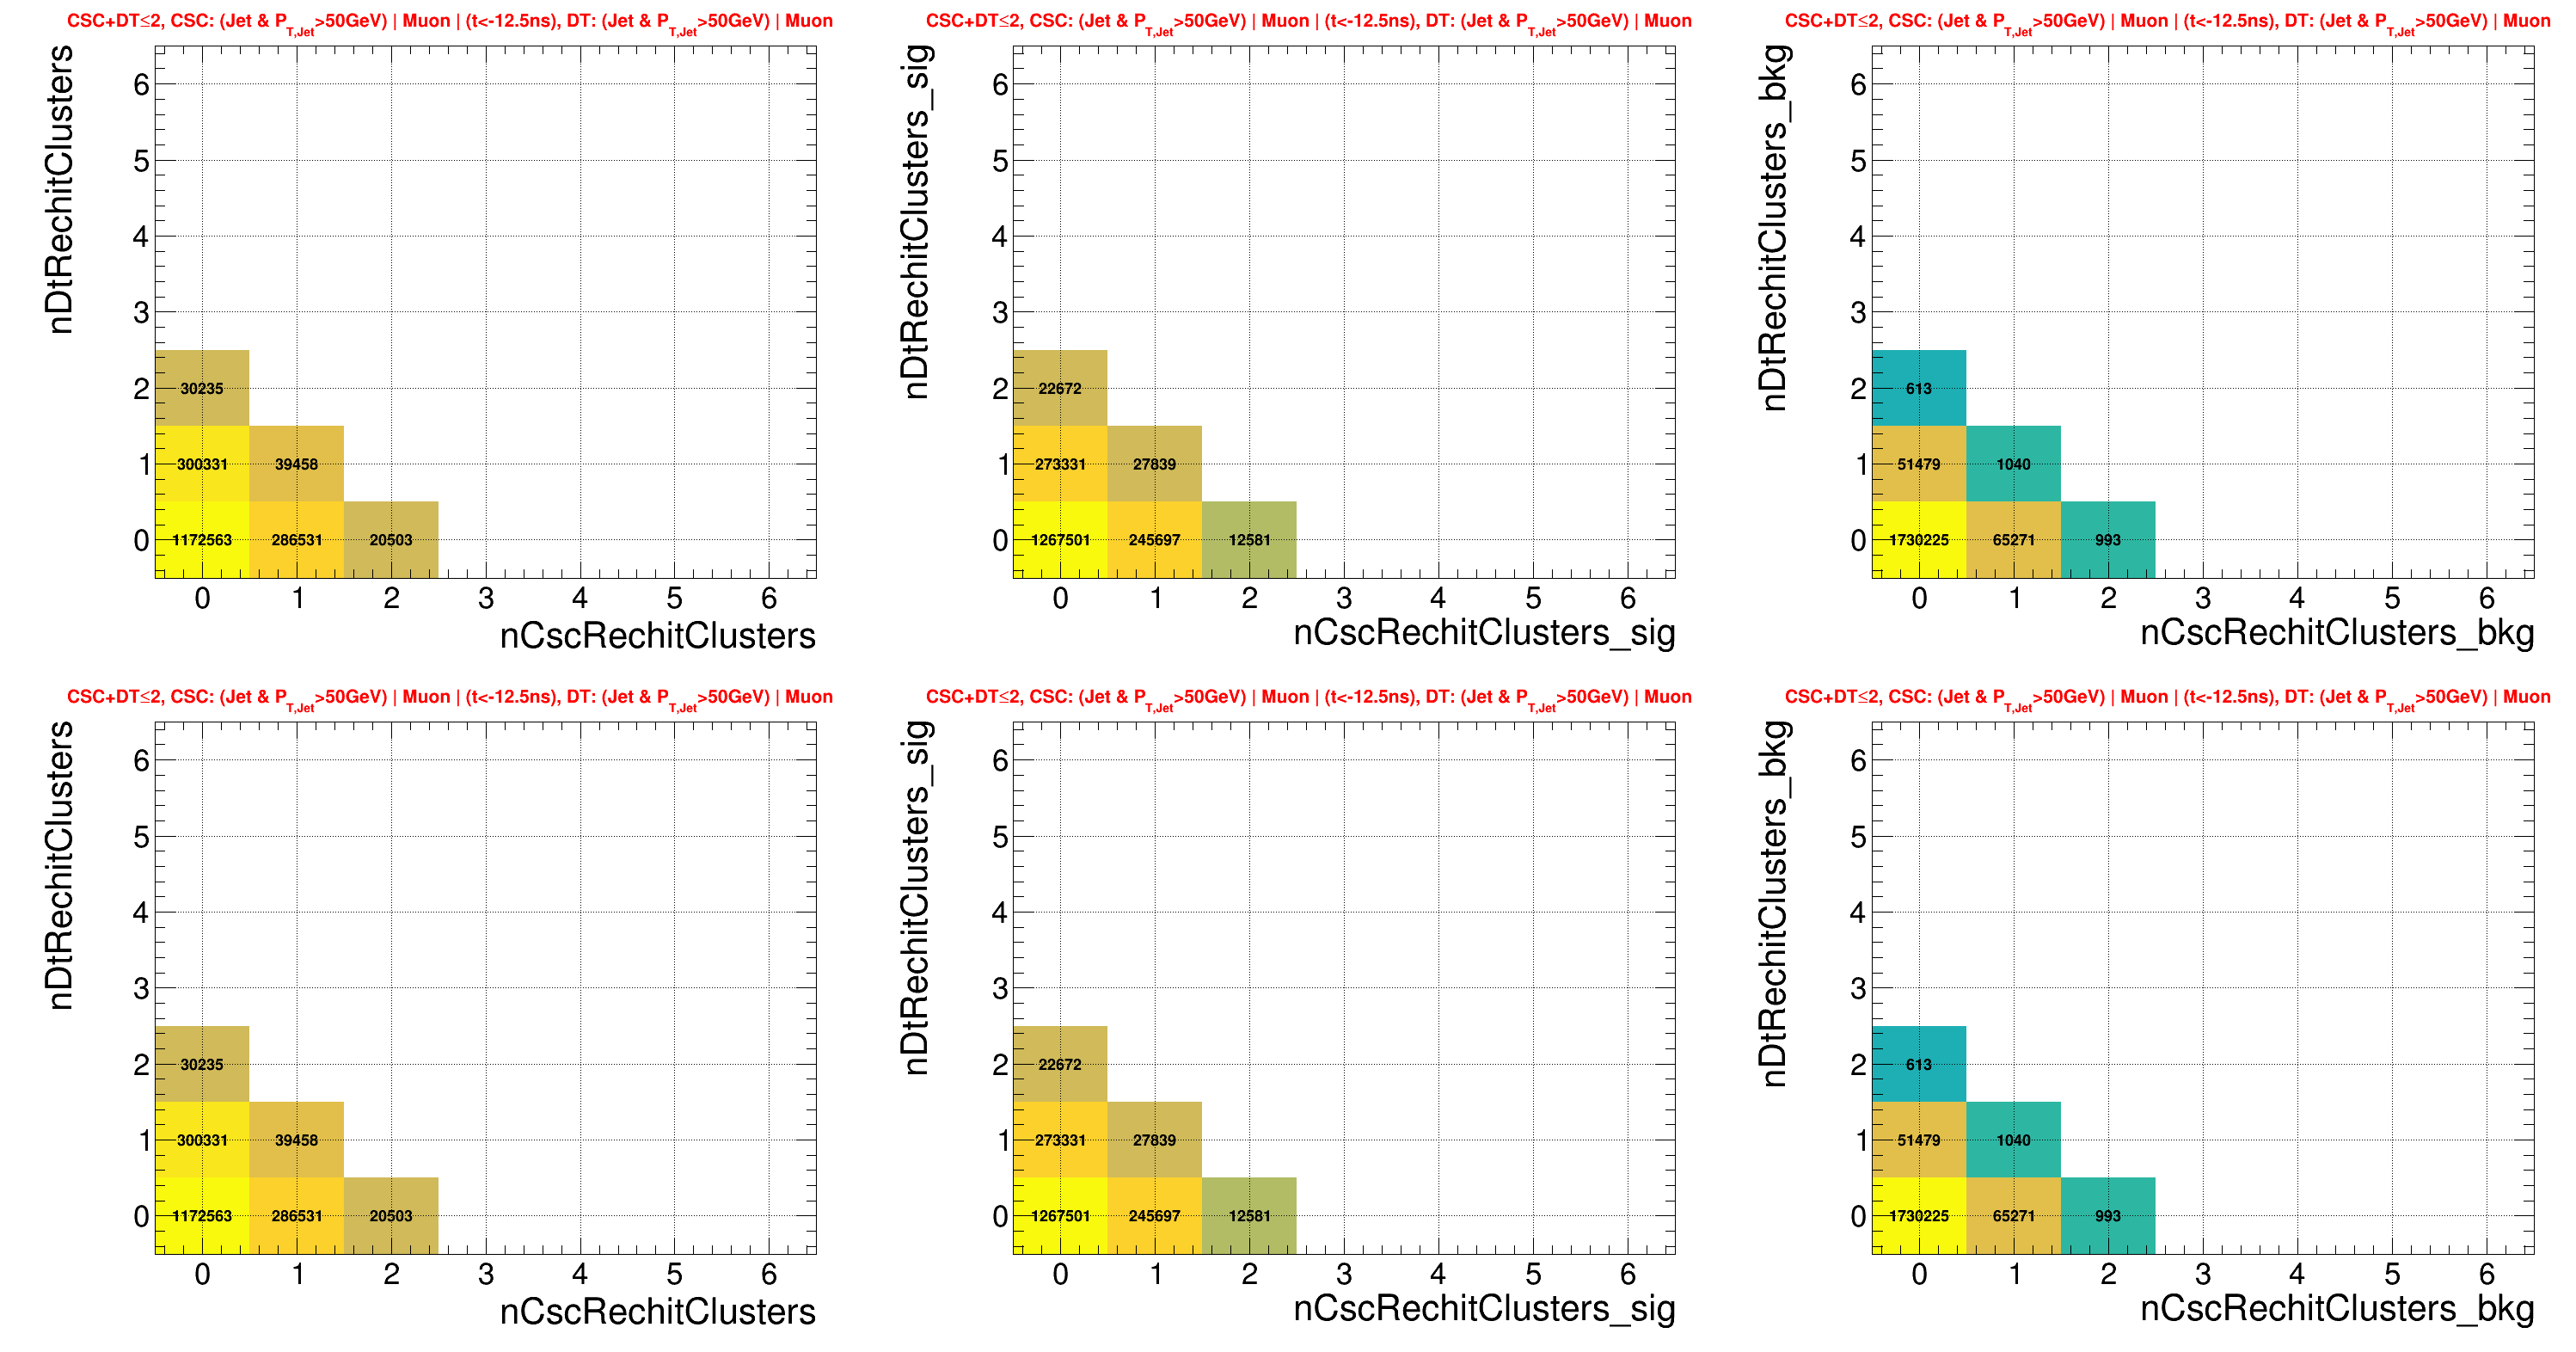 CSC+DT≤2, CSC: (Jet & P_T,Jet>50GeV) | Muon | (t<-12.5ns), DT: (Jet & P_T,Jet>50GeV) | Muon
nDtRechitClusters
6
5
4
3
2
1
0
30235
300331 39458
1172563 286531 20503
0 1 2 3 4 5 6
nCscRechitClusters
CSC+DT≤2, CSC: (Jet & P_T,Jet>50GeV) | Muon | (t<-12.5ns), DT: (Jet & P_T,Jet>50GeV) | Muon
nDtRechitClusters_sig
6
5
4
3
2
1
0
22672
273331 27839
1267501 245697 12581
0 1 2 3 4 5 6
nCscRechitClusters_sig
CSC+DT≤2, CSC: (Jet & P_T,Jet>50GeV) | Muon | (t<-12.5ns), DT: (Jet & P_T,Jet>50GeV) | Muon
nDtRechitClusters_bkg
6
5
4
3
2
1
0
613
51479 1040
1730225 65271 993
0 1 2 3 4 5 6
nCscRechitClusters_bkg
CSC+DT≤2, CSC: (Jet & P_T,Jet>50GeV) | Muon | (t<-12.5ns), DT: (Jet & P_T,Jet>50GeV) | Muon
nDtRechitClusters
6
5
4
3
2
1
0
30235
300331 39458
1172563 286531 20503
0 1 2 3 4 5 6
nCscRechitClusters
CSC+DT≤2, CSC: (Jet & P_T,Jet>50GeV) | Muon | (t<-12.5ns), DT: (Jet & P_T,Jet>50GeV) | Muon
nDtRechitClusters_sig
6
5
4
3
2
1
0
22672
273331 27839
1267501 245697 12581
0 1 2 3 4 5 6
nCscRechitClusters_sig
CSC+DT≤2, CSC: (Jet & P_T,Jet>50GeV) | Muon | (t<-12.5ns), DT: (Jet & P_T,Jet>50GeV) | Muon
nDtRechitClusters_bkg
6
5
4
3
2
1
0
613
51479 1040
1730225 65271 993
0 1 2 3 4 5 6
nCscRechitClusters_bkg